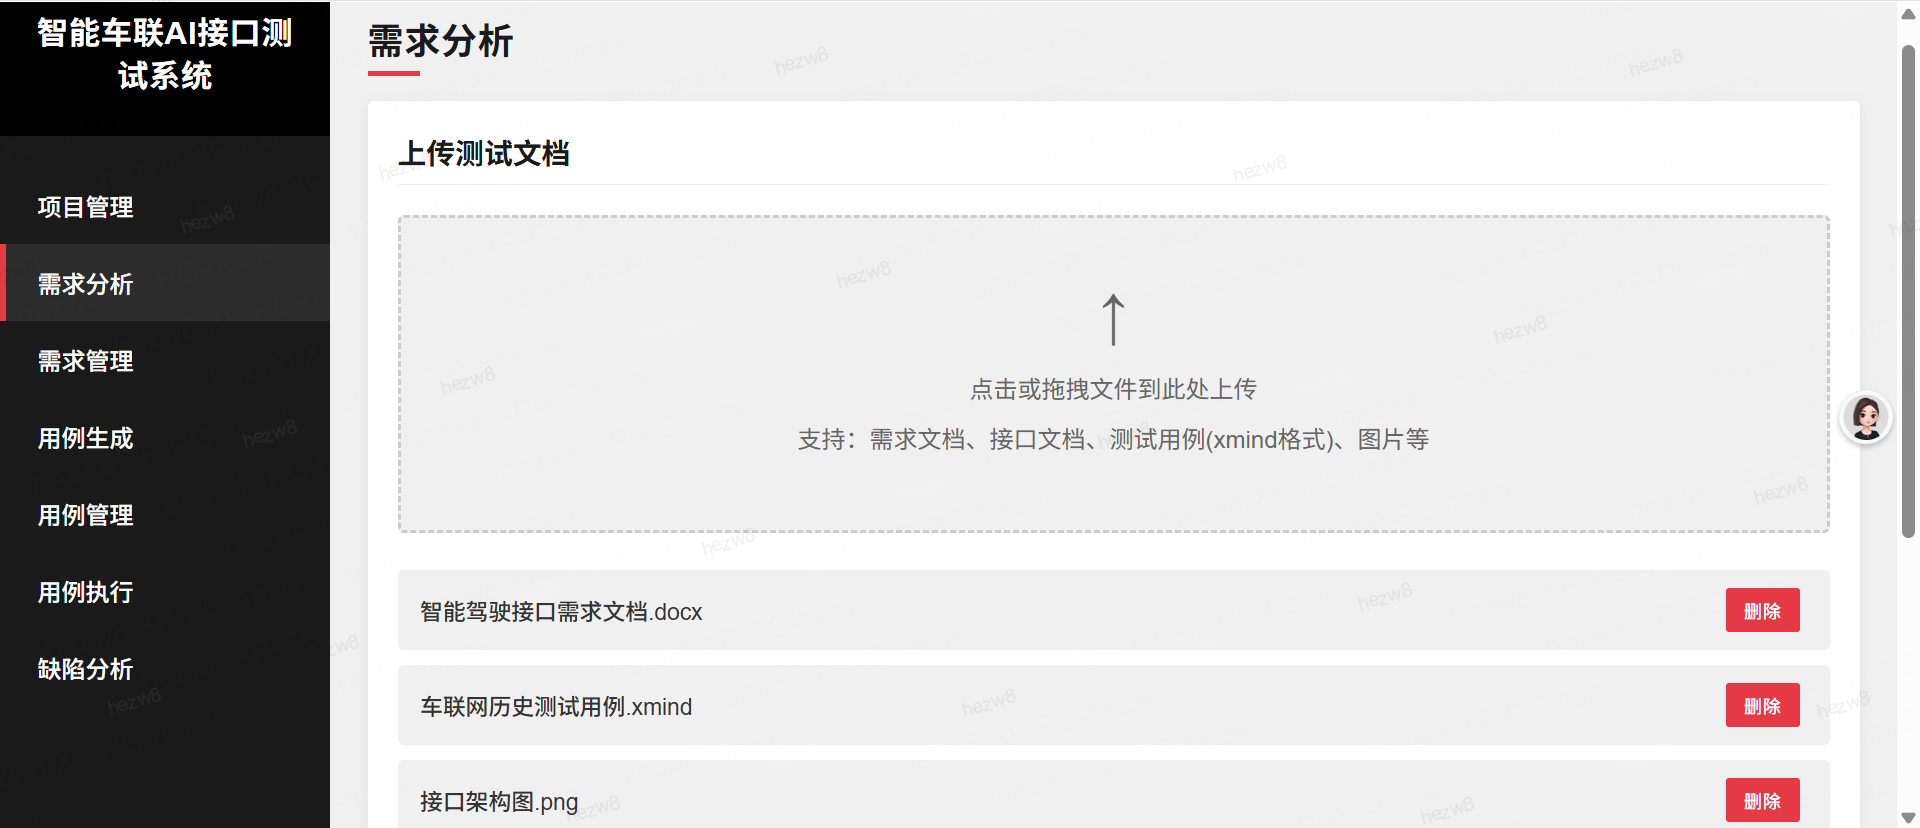 智能车联AI接口测
试系统
项目管理
需求分析
需求管理
用例生成
用例管理
用例执行
缺陷分析
需求分析
上传测试文档
点击或拖拽文件到此处上传
支持：需求文档、接口文档、测试用例(xmind格式)、图片等
智能驾驶接口需求文档.docx
删除
车联网历史测试用例.xmind
删除
接口架构图.png
删除
hezw8